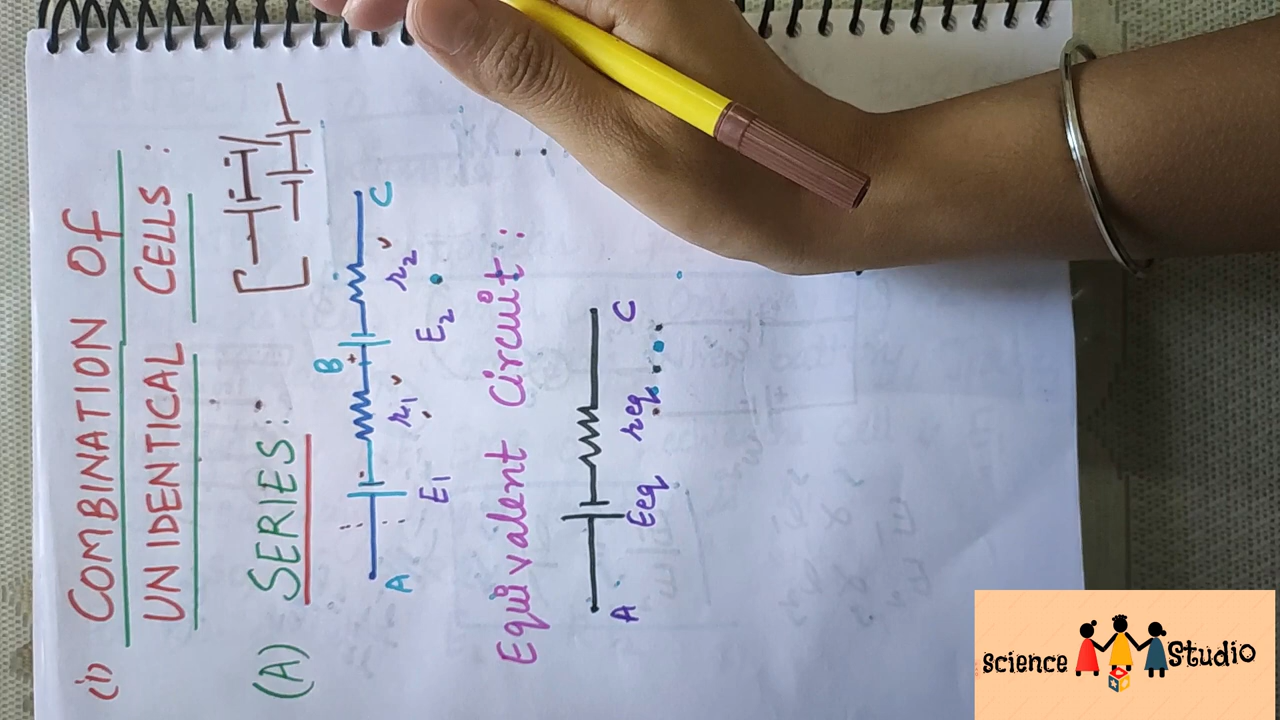 (i) COMBINATION Of
UNIDENTICAL CELLS:
(A) SERIES:
B
A
C
r1
r2
E1
E2
Equivalent Circuit:
A
Eeq
req
C
Science Studio